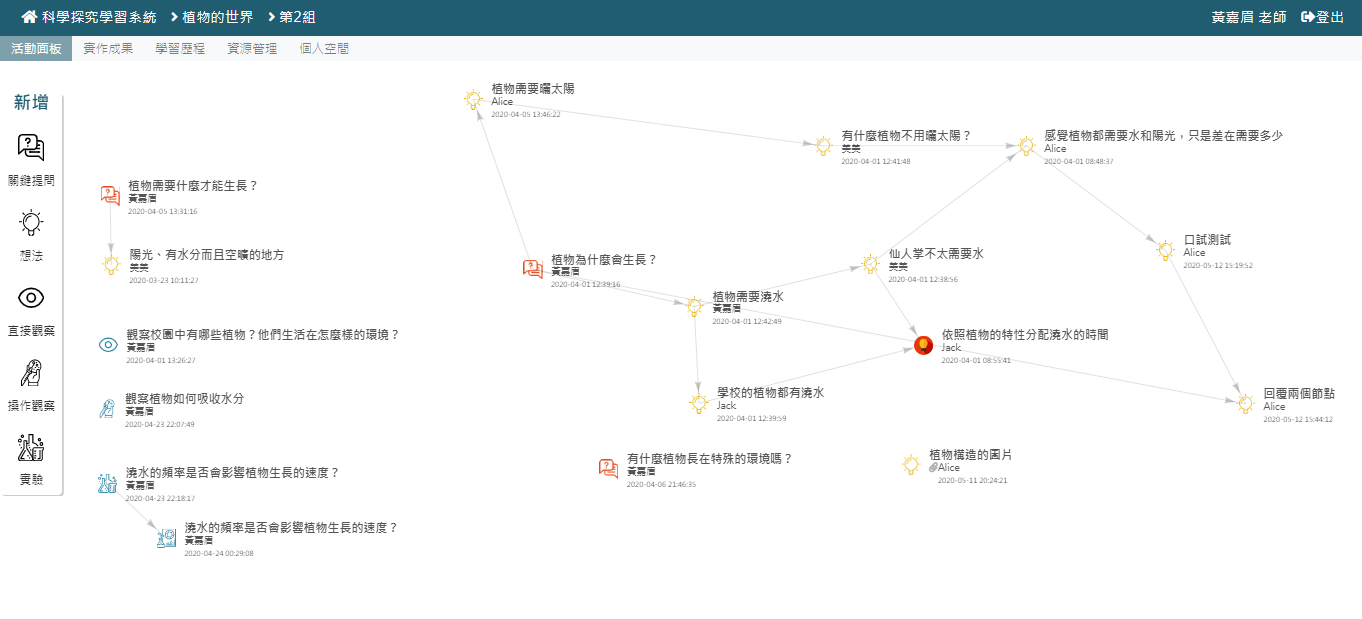 科學探究學習系統 植物的世界 第2組
黃嘉眉 老師 登出
活動面板 實作成果 學習歷程 資源管理 個人空間
新增
關鍵提問
想法
直接觀察
操作觀察
實驗
植物需要曬太陽
Alice
2020-04-05 13:46:22
有什麼植物不用曬太陽？
美美
2020-04-01 12:41:48
感覺植物都需要水和陽光，只是差在需要多少
Alice
2020-04-01 08:48:37
植物需要什麼才能生長？
黃嘉眉
2020-04-05 13:31:16
陽光、有水分而且空曠的地方
美美
2020-03-23 10:11:27
植物為什麼會生長？
黃嘉眉
2020-04-01 12:39:16
仙人掌不太需要水
美美
2020-04-01 12:38:56
口試測試
Alice
2020-05-12 15:19:52
植物需要澆水
黃嘉眉
2020-04-01 12:42:49
觀察校園中有哪些植物？他們生活在怎麼樣的環境？
黃嘉眉
2020-04-01 13:26:27
依照植物的特性分配澆水的時間
Jack
2020-04-01 08:55:41
觀察植物如何吸收水分
黃嘉眉
2020-04-23 22:07:49
學校的植物都有澆水
Jack
2020-04-01 12:39:59
回覆兩個節點
Alice
2020-05-12 15:44:12
澆水的頻率是否會影響植物生長的速度？
黃嘉眉
2020-04-23 22:18:17
有什麼植物長在特殊的環境嗎？
黃嘉眉
2020-04-06 21:46:35
植物構造的圖片
Alice
2020-05-11 20:24:21
澆水的頻率是否會影響植物生長的速度？
黃嘉眉
2020-04-24 00:29:08